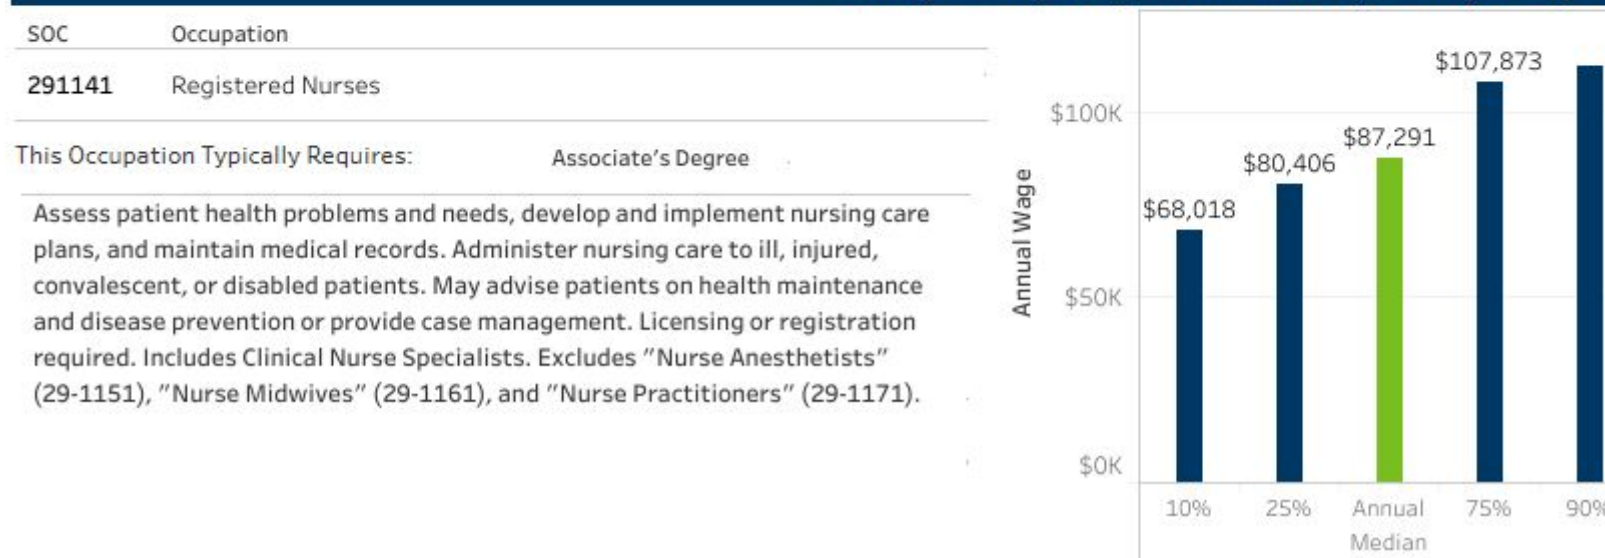 SOC Occupation
291141 Registered Nurses
This Occupation Typically Requires: Associate's Degree
Assess patient health problems and needs, develop and implement nursing care
plans, and maintain medical records. Administer nursing care to ill, injured,
convalescent, or disabled patients. May advise patients on health maintenance
and disease prevention or provide case management. Licensing or registration
required. Includes Clinical Nurse Specialists. Excludes "Nurse Anesthetists"
(29-1151), "Nurse Midwives" (29-1161), and "Nurse Practitioners" (29-1171).
Annual Wage
$100K
$50K
$0K
$68,018
$80,406
$87,291
$107,873
10% 25% Annual 75% 90%
Median